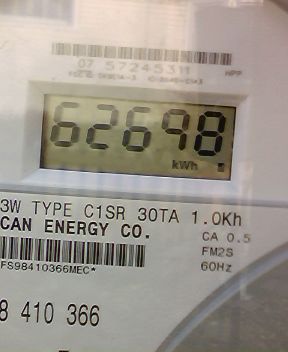 07 57245311 HPP
62698
kWh
3W TYPE C1SR 30TA 1.0Kh
CAN ENERGY CO.
CA 0.5
FM2S
FS98410366MEC*
60Hz
8 410 366